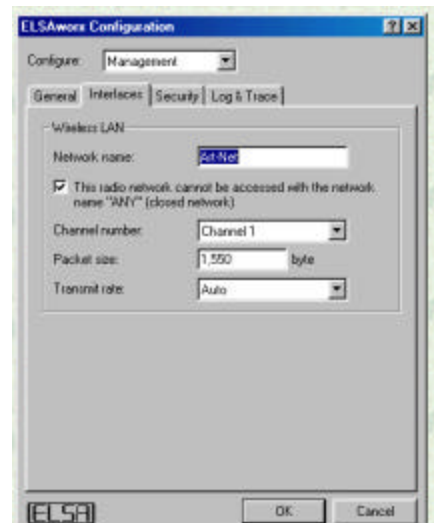 ELSAworx Configuration
Configure: Management
General Interfaces Security Log & Trace
Wireless LAN
Network name: Art-Net
This radio network cannot be accessed with the network
name "ANY" (closed network)
Channel number: Channel 1
Packet size: 1,550 byte
Transmit rate: Auto
ELSA OK Cancel